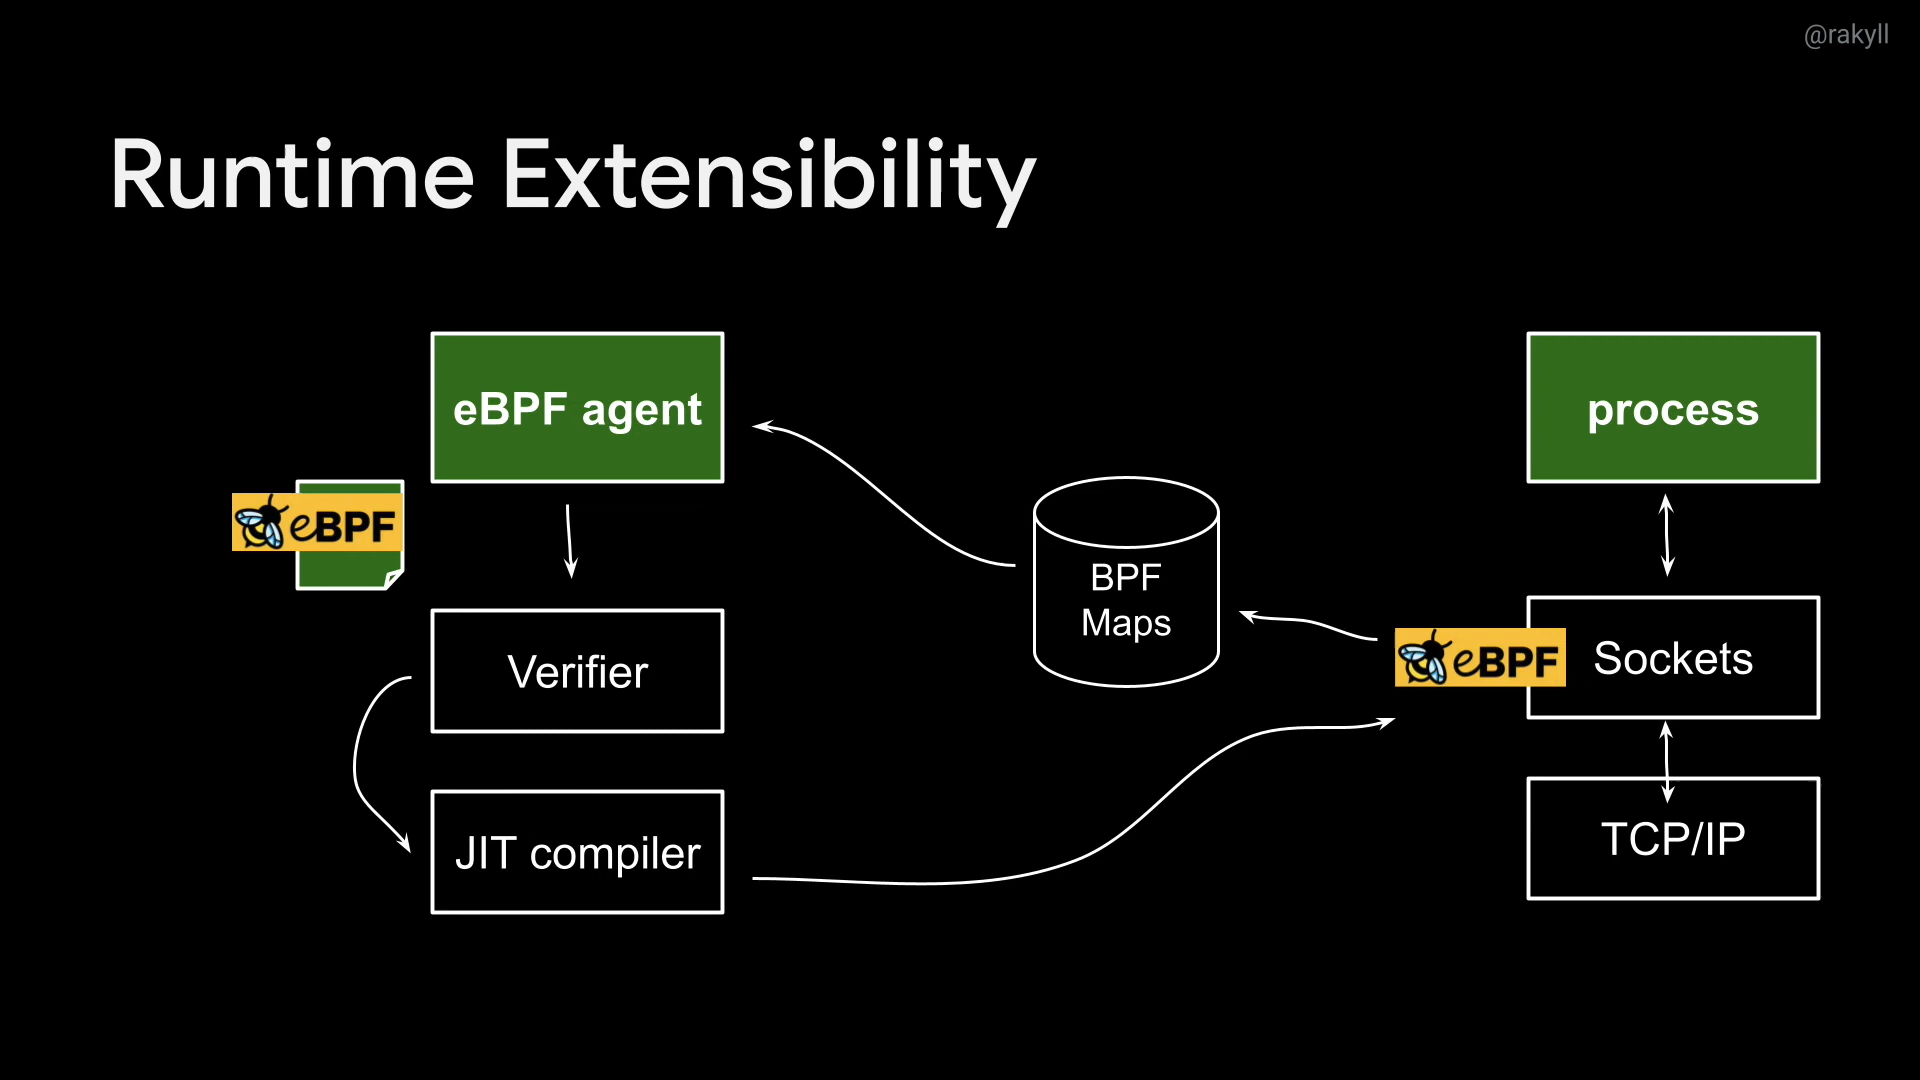 @rakyll
Runtime Extensibility
eBPF agent
process
eBPF
BPF
Maps
eBPF
Sockets
Verifier
JIT compiler
TCP/IP